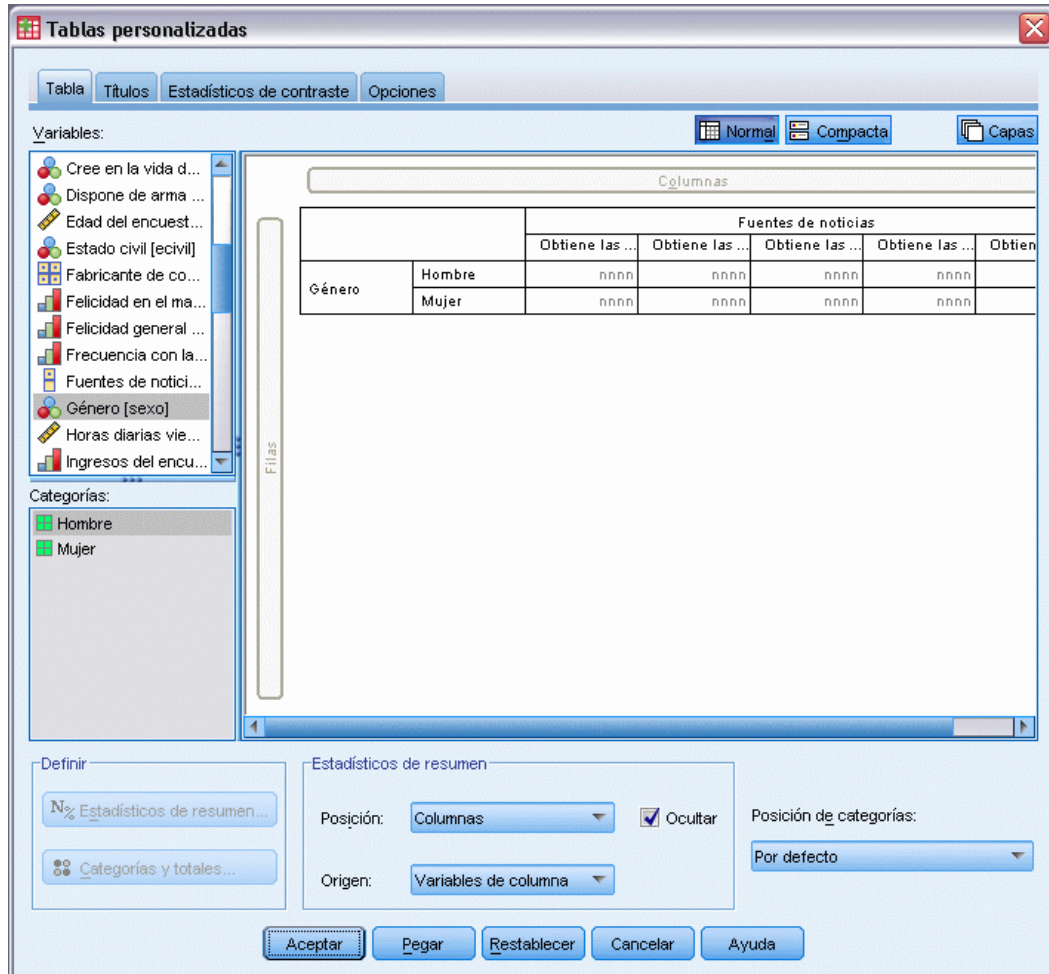 Tablas personalizadas
Tabla Títulos Estadísticos de contraste Opciones
Variables:
Normal Compacta Capas
Cree en la vida d...
Dispone de arma ...
Edad del encuest...
Estado civil [ecivil]
Fabricante de co...
Felicidad en el ma...
Felicidad general ...
Frecuencia con la...
Fuentes de notici...
Género [sexo]
Horas diarias vie...
Ingresos del encu...
Categorías:
Hombre
Mujer
Columnas
Filas
Fuentes de noticias
Obtiene las ... Obtiene las ... Obtiene las ... Obtiene las ... Obtien
Género
Hombre nnnn nnnn nnnn nnnn
Mujer nnnn nnnn nnnn nnnn
Definir
N% Estadísticos de resumen...
Categorías y totales...
Estadísticos de resumen
Posición: Columnas Ocultar
Origen: Variables de columna
Posición de categorías:
Por defecto
Aceptar Pegar Restablecer Cancelar Ayuda